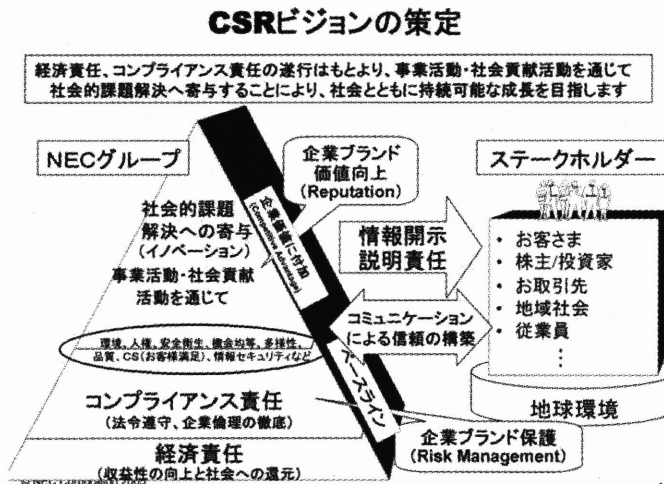 CSRビジョンの策定
経済責任、コンプライアンス責任の遂行はもとより、事業活動・社会貢献活動を通じて
社会的課題解決へ寄与することにより、社会とともに持続可能な成長を目指します
NECグループ
企業ブランド
価値向上
(Reputation)
ステークホルダー
社会的課題
解決への寄与
(イノベーション)
事業活動・社会貢献
活動を通じて
企業価値に付加
(Competitive Advantage)
情報開示
説明責任
・ お客さま
・ 株主/投資家
・ お取引先
・ 地域社会
・ 従業員
⋮
コミュニケーション
による信頼の構築
環境、人権、安全衛生、機会均等、多様性、
品質、CS(お客様満足)、情報セキュリティなど
ベースライン
コンプライアンス責任
(法令遵守、企業倫理の徹底)
地球環境
企業ブランド保護
(Risk Management)
経済責任
(収益性の向上と社会への還元)